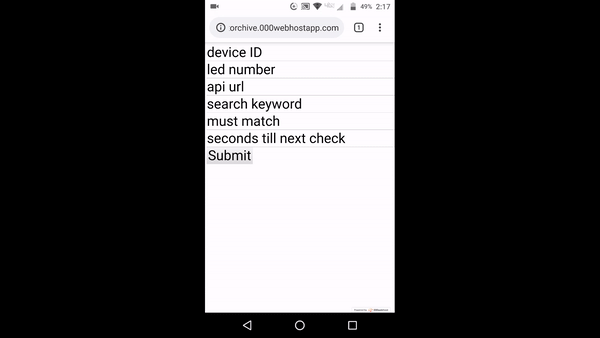 49% 2:17
orchive.000webhostapp.com 1
device ID
led number
api url
search keyword
must match
seconds till next check
Submit